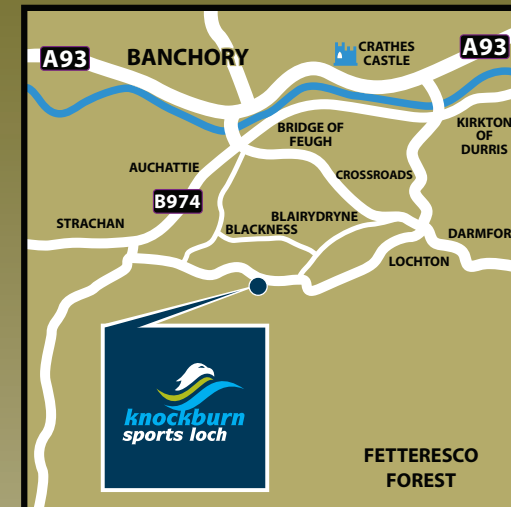 A93
BANCHORY
CRATHES
CASTLE
A93
BRIDGE OF
FEUGH
KIRKTON
OF
DURRIS
AUCHATTIE
CROSSROADS
B974
STRACHAN
BLAIRYDRYNE
BLACKNESS
DARMFOR
LOCHTON
knockburn
sports loch
FETTERESCO
FOREST